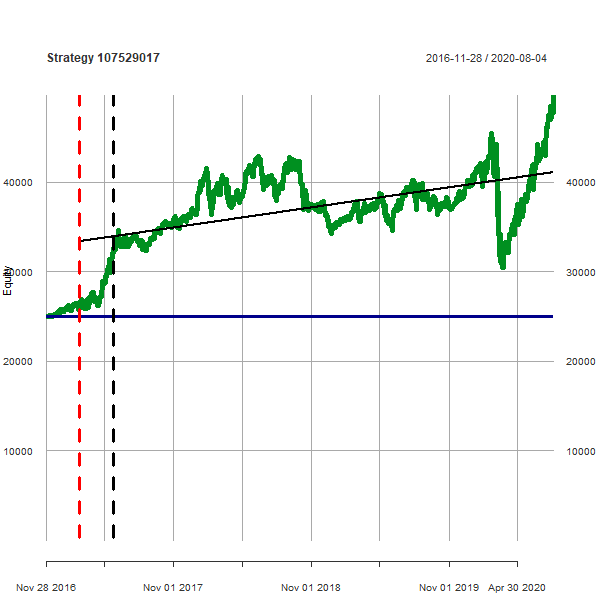 Strategy 107529017
2016-11-28 / 2020-08-04
40000
40000
30000
30000
Equity
20000
20000
10000
10000
Nov 28 2016
Nov 01 2017
Nov 01 2018
Nov 01 2019
Apr 30 2020